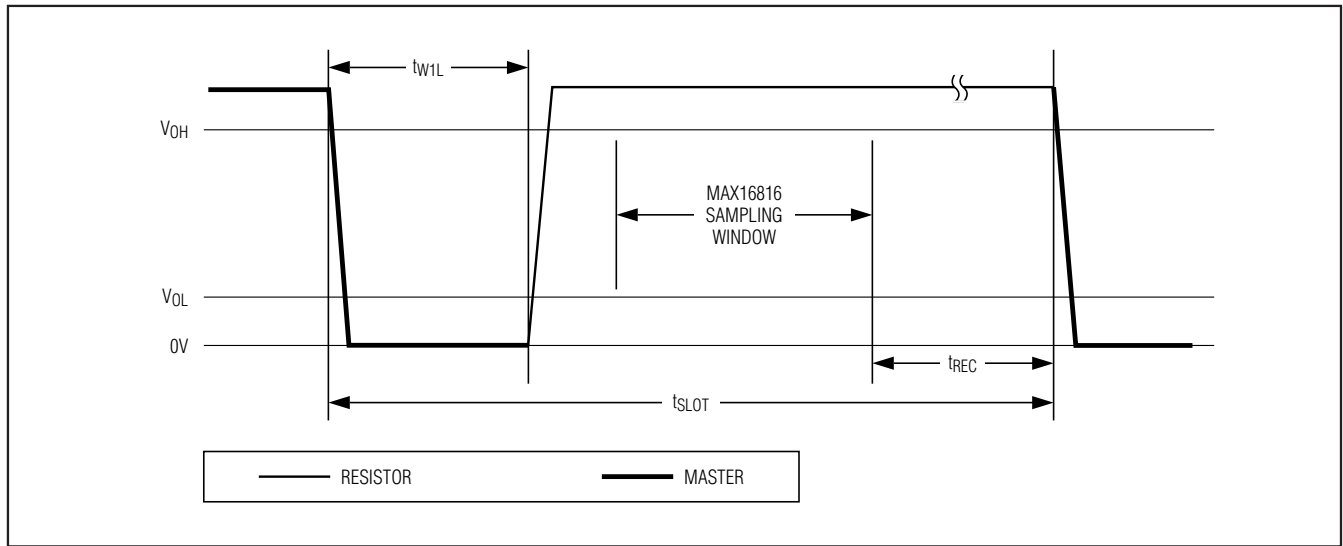 tW1L
VOH
MAX16816
SAMPLING
WINDOW
VOL
0V
tREC
tSLOT
RESISTOR
MASTER